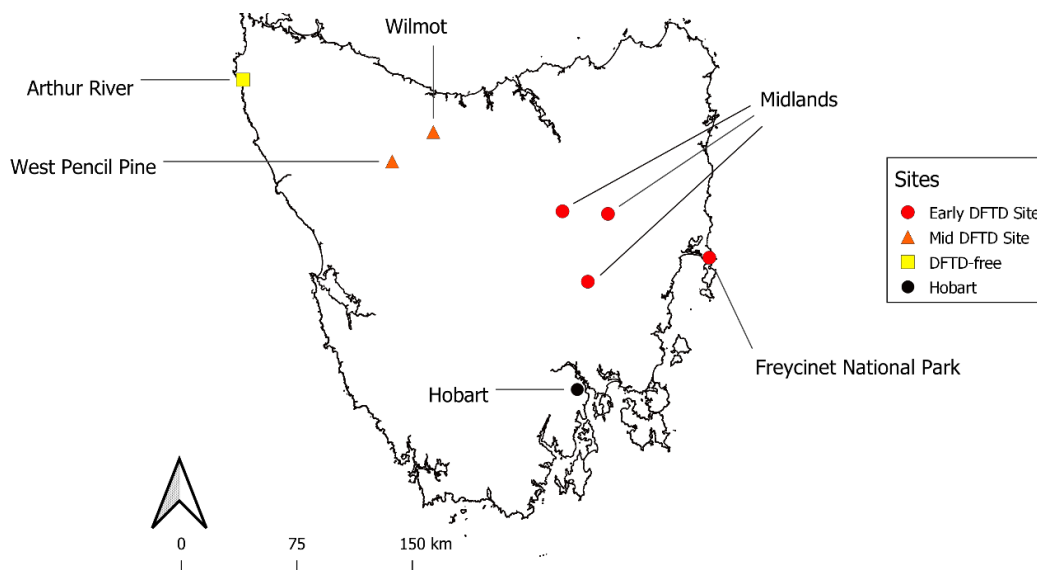 Wilmot
Arthur River
Midlands
West Pencil Pine
Sites
Early DFTD Site
Mid DFTD Site
DFTD-free
Hobart
Freycinet National Park
Hobart
0 75 150 km